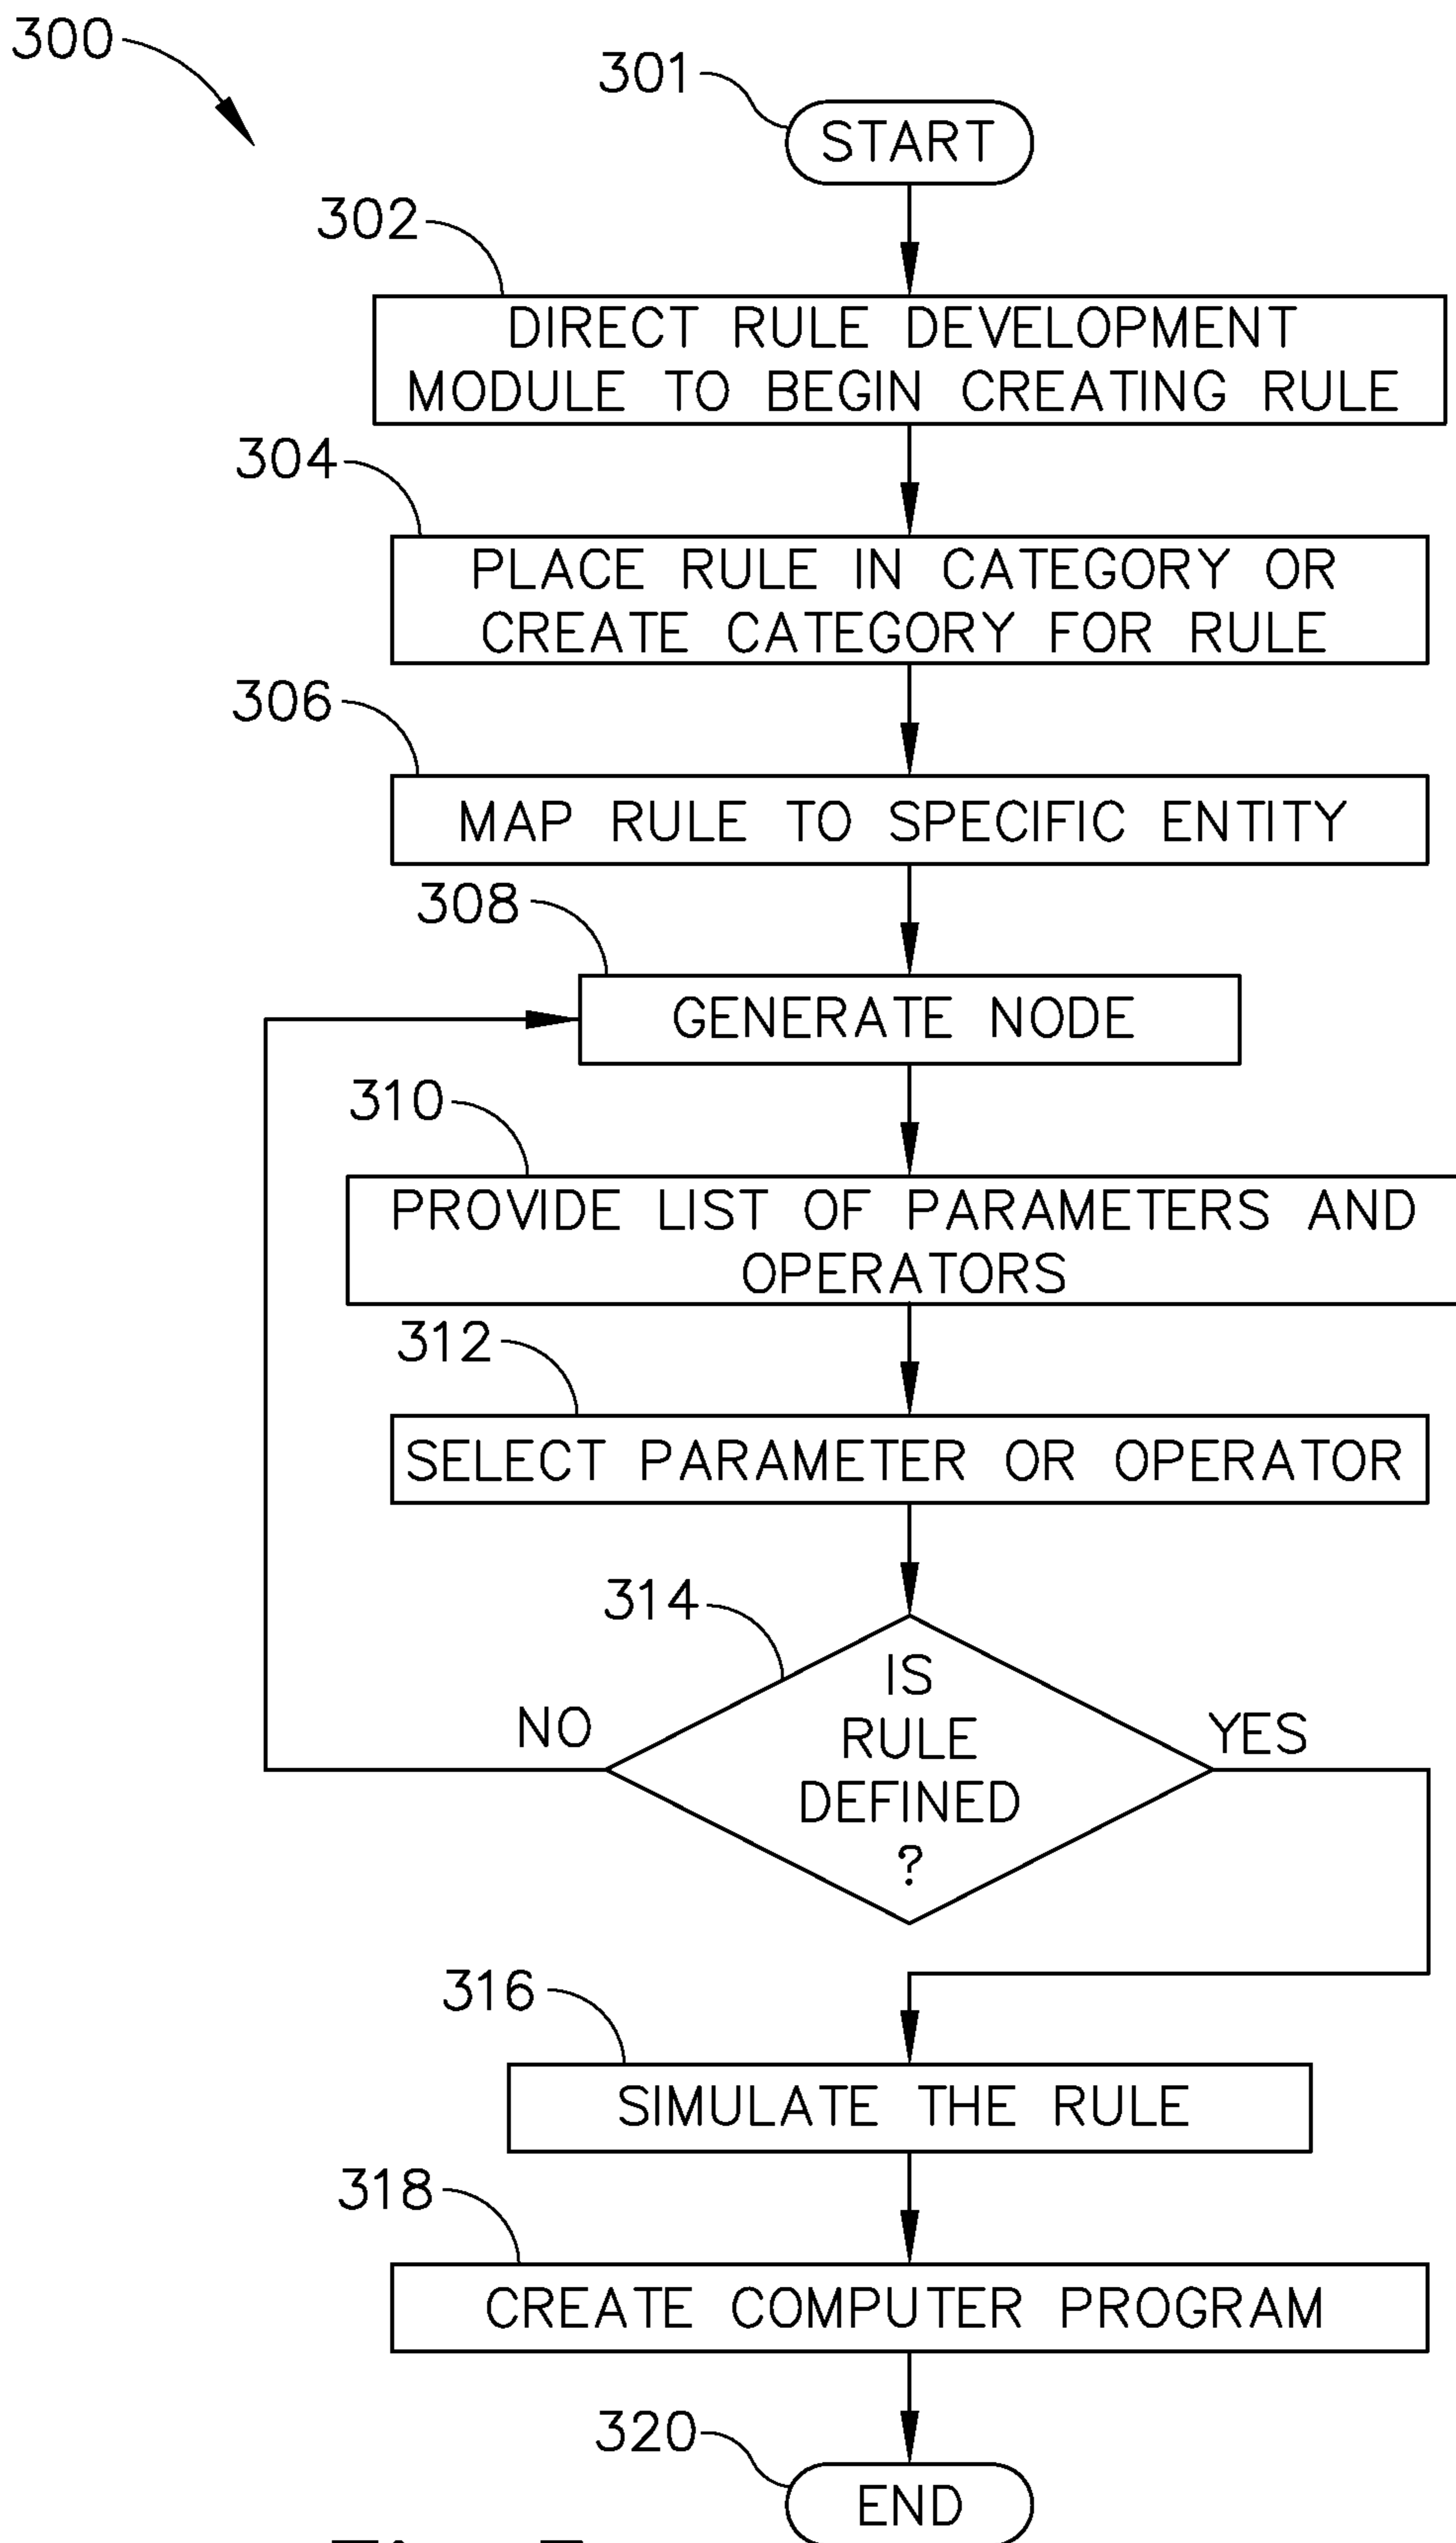 300
301
START
302
DIRECT RULE DEVELOPMENT
MODULE TO BEGIN CREATING RULE
304
PLACE RULE IN CATEGORY OR
CREATE CATEGORY FOR RULE
306
MAP RULE TO SPECIFIC ENTITY
308
GENERATE NODE
310
PROVIDE LIST OF PARAMETERS AND
OPERATORS
312
SELECT PARAMETER OR OPERATOR
314
IS
RULE
DEFINED
?
NO
YES
316
SIMULATE THE RULE
318
CREATE COMPUTER PROGRAM
320
END